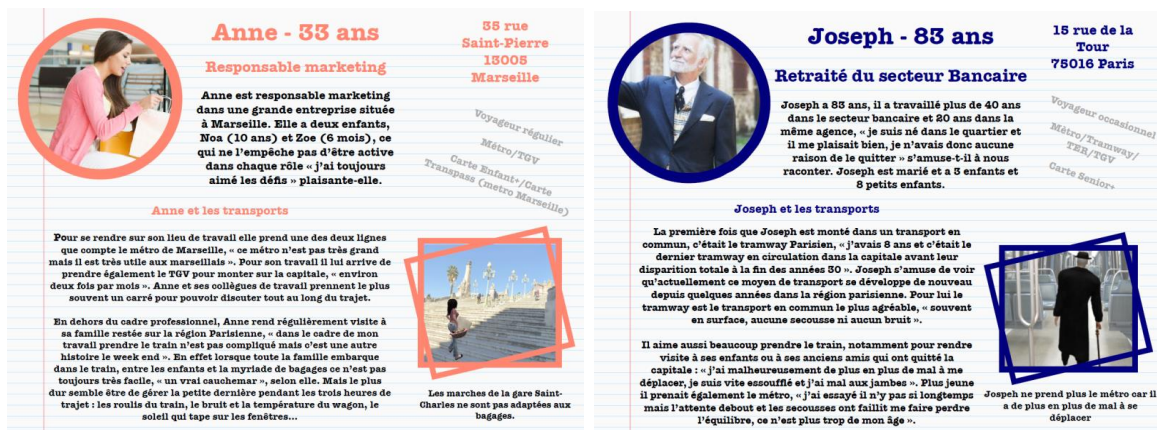 Anne - 33 ans
Responsable marketing
35 rue
Saint-Pierre
13005
Marseille
Anne est responsable marketing
dans une grande entreprise située
à Marseille. Elle a deux enfants,
Noa (10 ans) et Zoe (6 mois), ce
qui ne l'empêche pas d'être active
dans chaque rôle « j'ai toujours
aimé les défis » plaisante-elle.
Voyageur régulier
Métro/TGV
Carte Enfant+/Carte
Transpass (metro Marseille)
Anne et les transports
Pour se rendre sur son lieu de travail elle prend une des deux lignes
que compte le métro de Marseille, « ce métro n'est pas très grand
mais il est très utile aux marseillais ». Pour son travail il lui arrive de
prendre également le TGV pour monter sur la capitale, « environ
deux fois par mois ». Anne et ses collègues de travail prennent le plus
souvent un carré pour pouvoir discuter tout au long du trajet.
En dehors du cadre professionnel, Anne rend régulièrement visite à
sa famille restée sur la région Parisienne, « dans le cadre de mon
travail prendre le train n'est pas compliqué mais c'est une autre
histoire le week end ». En effet lorsque toute la famille embarque
dans le train, entre les enfants et la myriade de bagages ce n'est pas
toujours très facile, « un vrai cauchemar », selon elle. Mais le plus
dur semble être de gérer la petite dernière pendant les trois heures de
trajet : les roulis du train, le bruit et la température du wagon, le
soleil qui tape sur les fenêtres...
Les marches de la gare Saint-
Charles ne sont pas adaptées aux
bagages.
Joseph - 83 ans
Retraité du secteur Bancaire
15 rue de la
Tour
75016 Paris
Joseph a 83 ans, il a travaillé plus de 40 ans
dans le secteur bancaire et 20 ans dans la
même agence, « je suis né dans le quartier et
il me plaisait bien, je n'avais donc aucune
raison de le quitter » s'amuse-t-il à nous
raconter. Joseph est marié et a 3 enfants et
8 petits enfants.
Voyageur occasionnel
Métro/Tramway/
TER/TGV
Carte Senior+
Joseph et les transports
La première fois que Joseph est monté dans un transport en
commun, c'était le tramway Parisien, « j'avais 8 ans et c'était le
dernier tramway en circulation dans la capitale avant leur
disparition totale à la fin des années 30 ». Joseph s'amuse de voir
qu'actuellement ce moyen de transport se développe de nouveau
depuis quelques années dans la région parisienne. Pour lui le
tramway est le transport en commun le plus agréable, « souvent
en surface, aucune secousse ni aucun bruit ».
Il aime aussi beaucoup prendre le train, notamment pour rendre
visite à ses enfants ou à ses anciens amis qui ont quitté la
capitale : « j'ai malheureusement de plus en plus de mal à me
déplacer, je suis vite essoufflé et j'ai mal aux jambes ». Plus jeune
il prenait également le métro, « j'ai essayé il n'y pas si longtemps
mais l'attente debout et les secousses ont faillit me faire perdre
l'équilibre, ce n'est plus trop de mon âge ».
Jospeh ne prend plus le métro car il
a de plus en plus de mal à se
déplacer